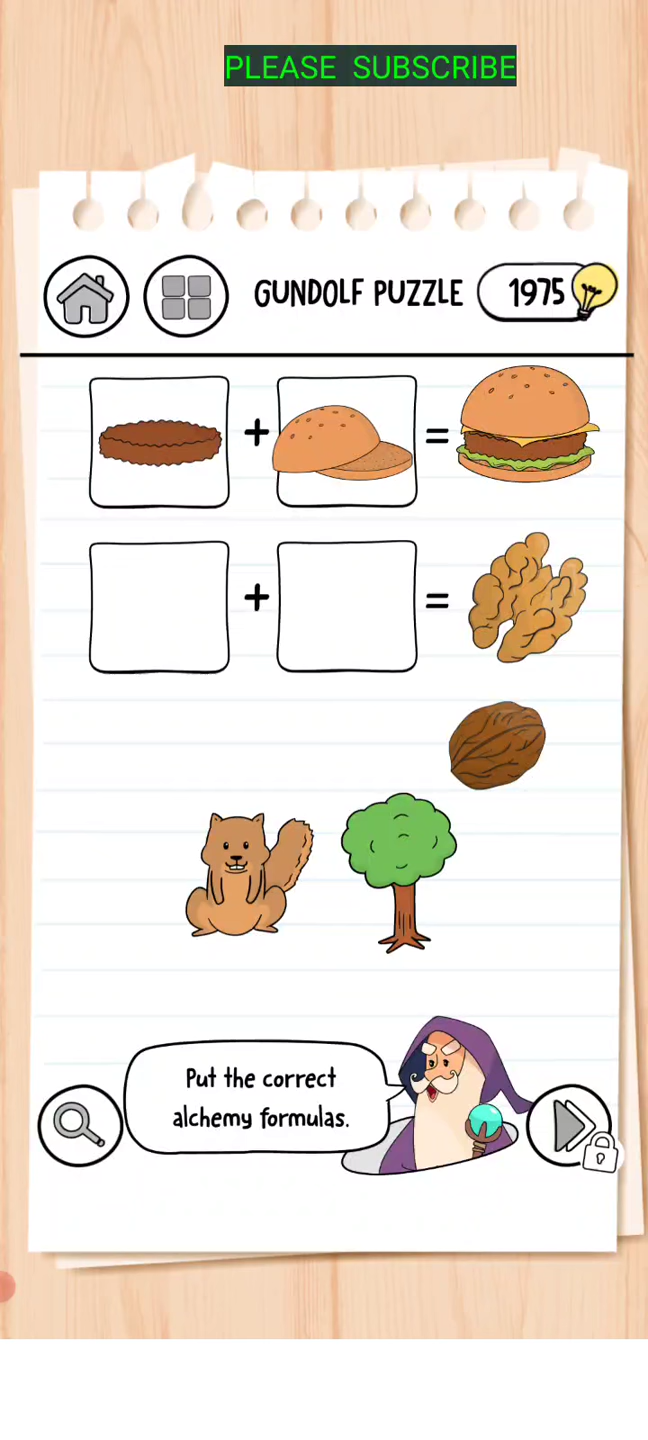 PLEASE SUBSCRIBE
GUNDOLF PUZZLE 1975
+ =
+ =
Put the correct
alchemy formulas.